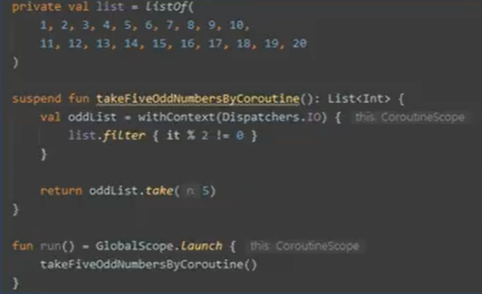 private val list = listOf(
    1, 2, 3, 4, 5, 6, 7, 8, 9, 10,
    11, 12, 13, 14, 15, 16, 17, 18, 19, 20
)
suspend fun takeFiveOddNumbersByCoroutine(): List<Int> {
    val oddList = withContext(Dispatchers.IO) { this: CoroutineScope
        list.filter { it % 2 != 0 }
    }
    return oddList.take( n: 5)
}
fun run() = GlobalScope.launch { this: CoroutineScope
    takeFiveOddNumbersByCoroutine()
}